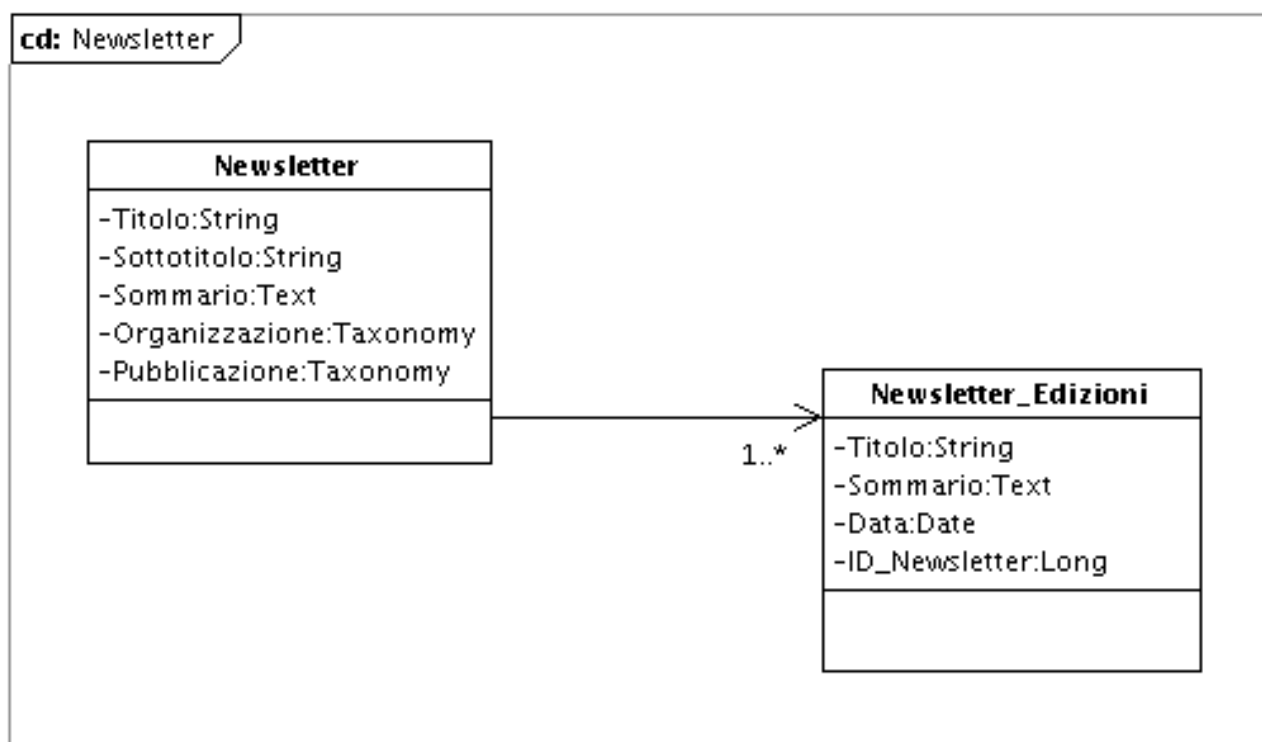 cd: Newsletter
Newsletter
-Titolo:String
-Sottotitolo:String
-Sommario:Text
-Organizzazione:Taxonomy
-Pubblicazione:Taxonomy
1..*
Newsletter_Edizioni
-Titolo:String
-Sommario:Text
-Data:Date
-ID_Newsletter:Long